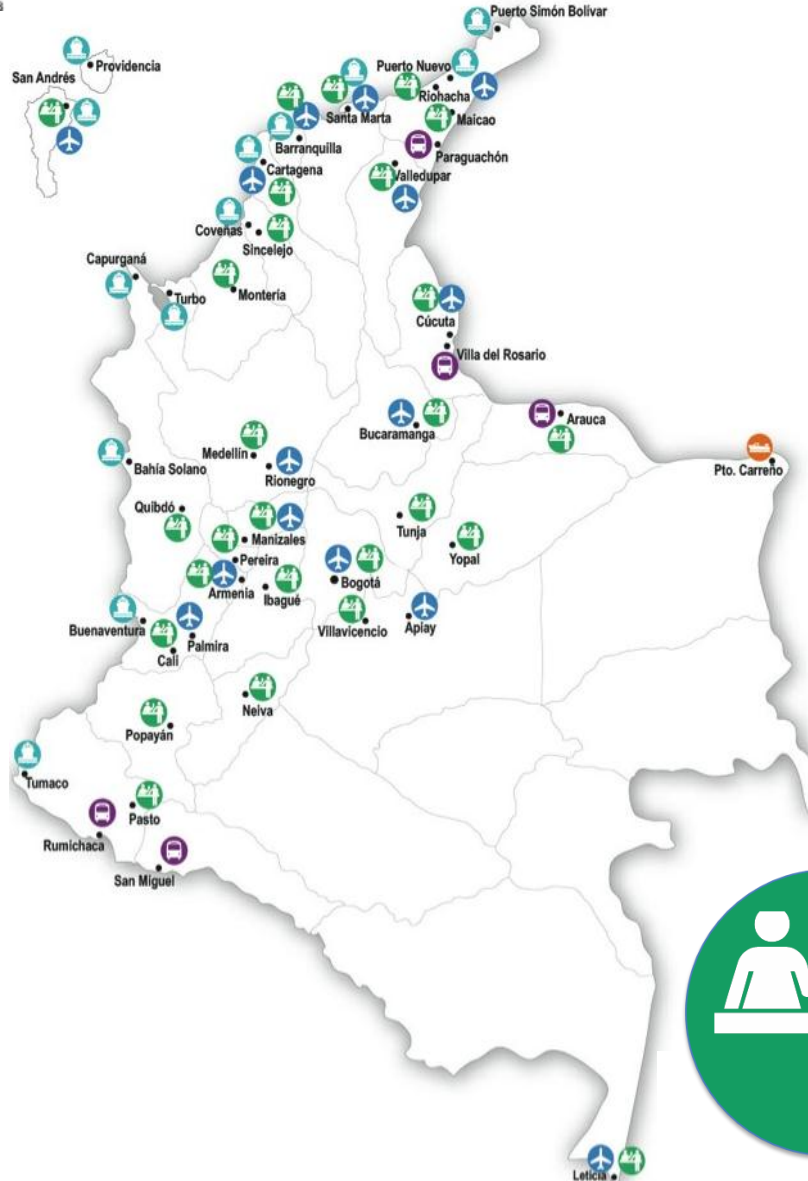 Puerto Simón Bolívar
Providencia
San Andrés
Puerto Nuevo
Riohacha
Santa Marta
Maicao
Barranquilla
Paraguachón
Cartagena
Valledupar
Coveñas
Sincelejo
Capurganá
Turbo
Montería
Cúcuta
Villa del Rosario
Arauca
Bucaramanga
Medellín
Bahía Solano
Rionegro
Pto. Carreño
Quibdó
Tunja
Manizales
Yopal
Pereira
Armenia
Ibagué
Bogotá
Buenaventura
Palmira
Villavicencio
Apiay
Cali
Neiva
Popayán
Tumaco
Pasto
Rumichaca
San Miguel
Leticia